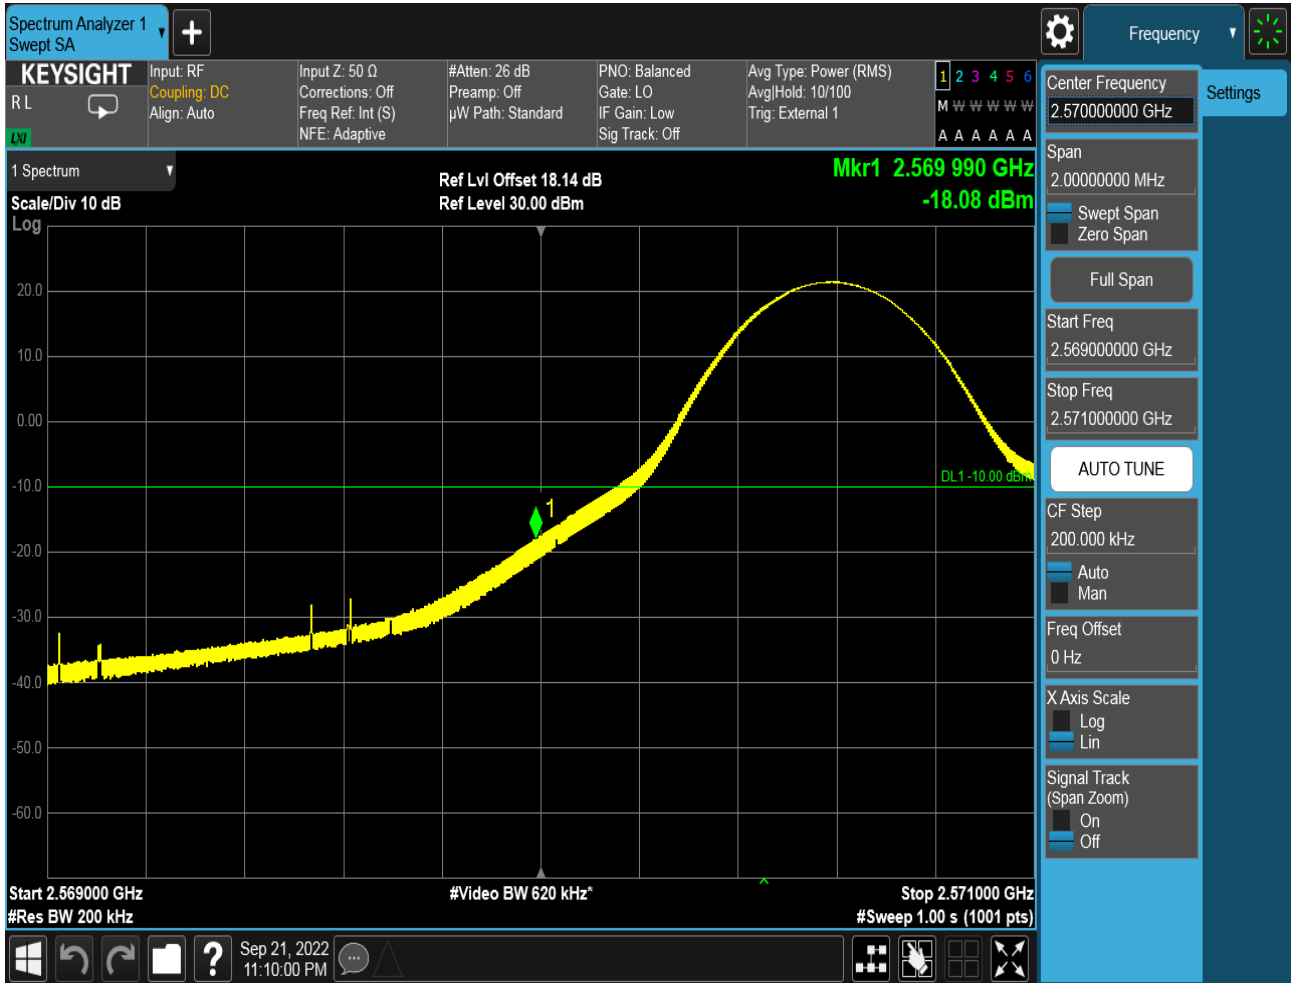 Spectrum Analyzer 1
Swept SA
Frequency
KEYSIGHT
R L
LXI
Input: RF
Coupling: DC
Align: Auto
Input Z: 50 Ω
Corrections: Off
Freq Ref: Int (S)
NFE: Adaptive
#Atten: 26 dB
Preamp: Off
µW Path: Standard
PNO: Balanced
Gate: LO
IF Gain: Low
Sig Track: Off
Avg Type: Power (RMS)
Avg|Hold: 10/100
Trig: External 1
1 2 3 4 5 6
M W W W W W
A A A A A A
1 Spectrum
Scale/Div 10 dB
Log
Ref Lvl Offset 18.14 dB
Ref Level 30.00 dBm
Mkr1 2.569 990 GHz
-18.08 dBm
20.0
10.0
0.00
-10.0
-20.0
-30.0
-40.0
-50.0
-60.0
DL1 -10.00 dBm
1
Start 2.569000 GHz
#Res BW 200 kHz
#Video BW 620 kHz*
Stop 2.571000 GHz
#Sweep 1.00 s (1001 pts)
Center Frequency
2.570000000 GHz
Settings
Span
2.00000000 MHz
Swept Span
Zero Span
Full Span
Start Freq
2.569000000 GHz
Stop Freq
2.571000000 GHz
AUTO TUNE
CF Step
200.000 kHz
Auto
Man
Freq Offset
0 Hz
X Axis Scale
Log
Lin
Signal Track
(Span Zoom)
On
Off
?
Sep 21, 2022
11:10:00 PM